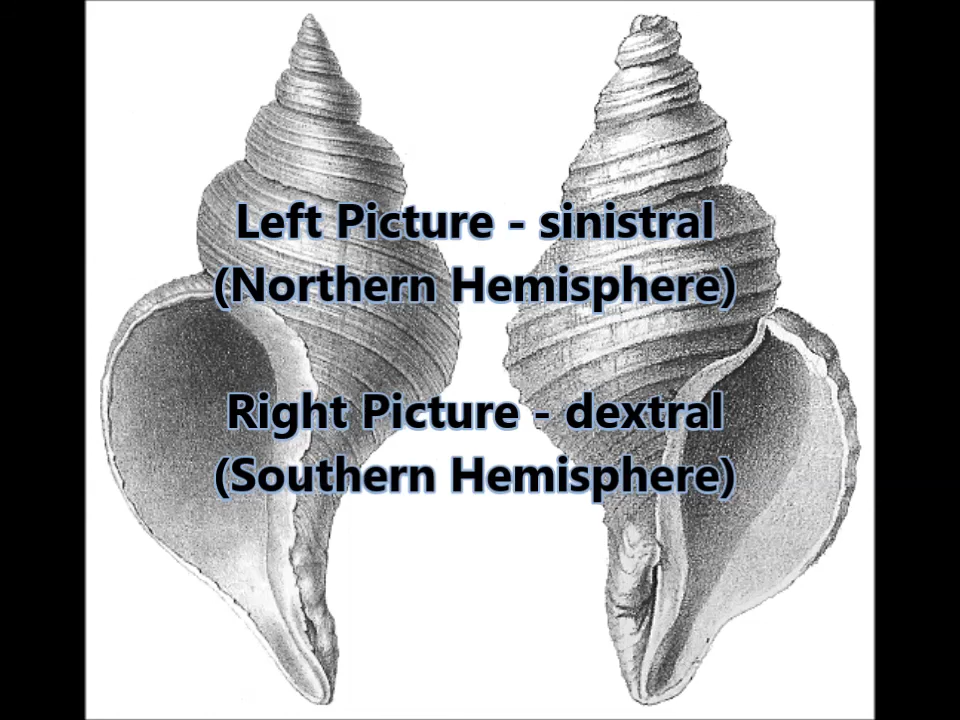 Left Picture - sinistral
(Northern Hemisphere)
Right Picture - dextral
(Southern Hemisphere)